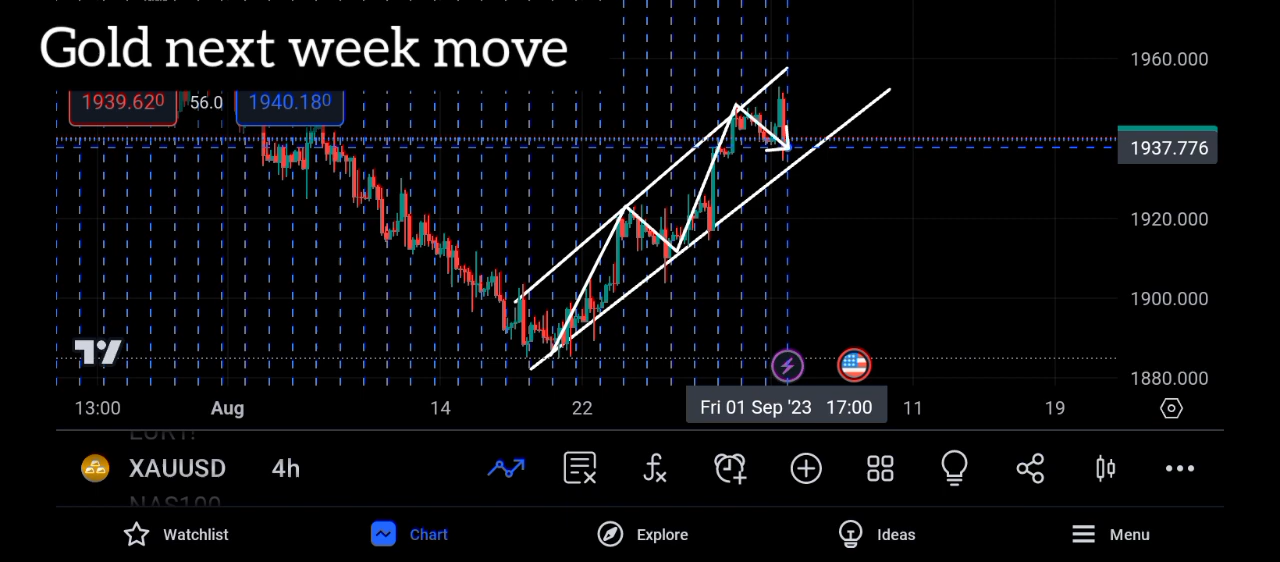 Gold next week move
1960.000
1939.620 56.0 1940.180
1937.776
1920.000
1900.000
1880.000
13:00 Aug 14 22 Fri 01 Sep '23 17:00 11 19
XAUUSD 4h
NAS100
Watchlist Chart Explore Ideas Menu